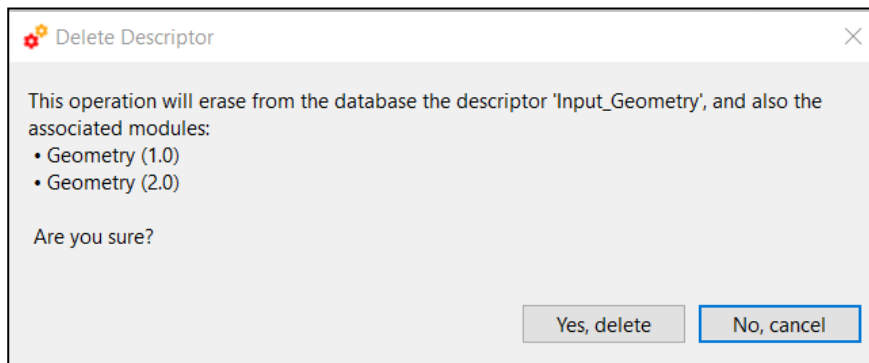 Delete Descriptor
This operation will erase from the database the descriptor 'Input_Geometry', and also the
associated modules:
• Geometry (1.0)
• Geometry (2.0)
Are you sure?
Yes, delete
No, cancel